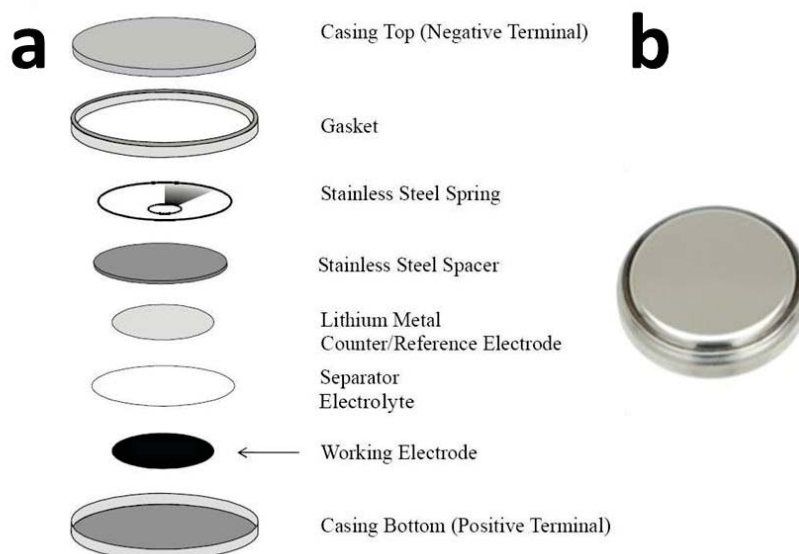 a
b
Casing Top (Negative Terminal)
Gasket
Stainless Steel Spring
Stainless Steel Spacer
Lithium Metal
Counter/Reference Electrode
Separator
Electrolyte
Working Electrode
Casing Bottom (Positive Terminal)